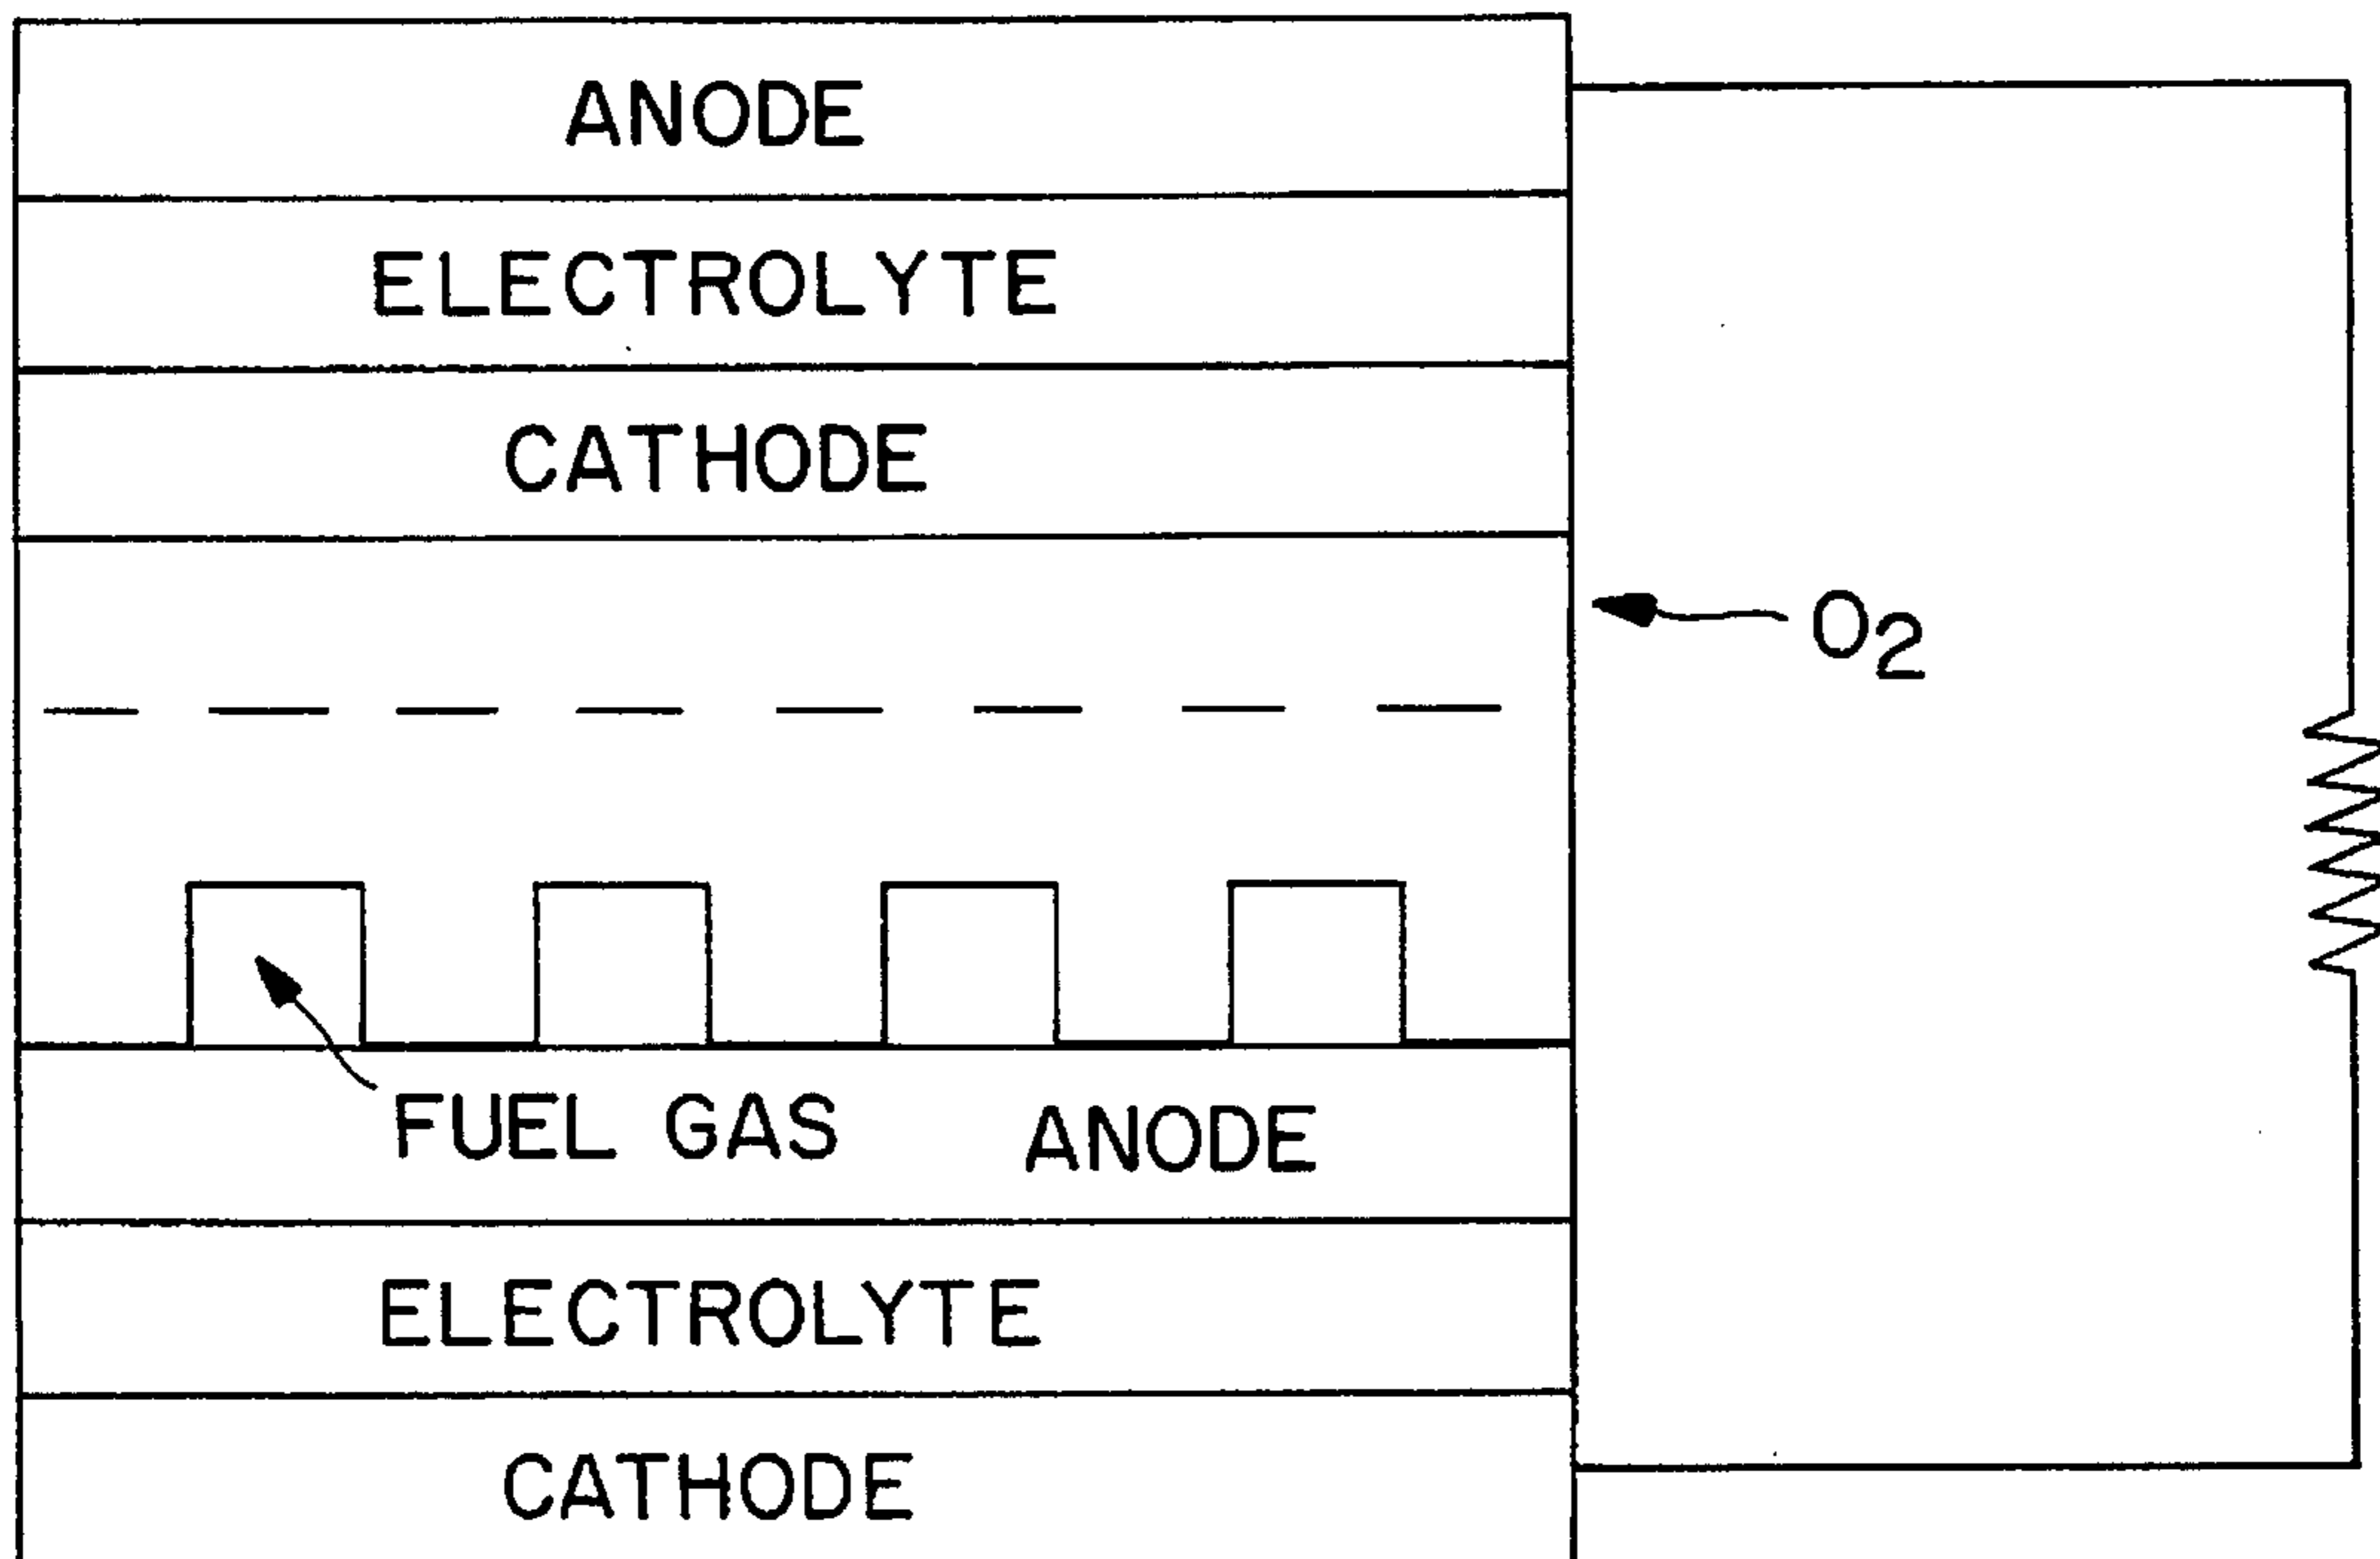 ANODE
ELECTROLYTE
CATHODE
O2
FUEL GAS
ANODE
ELECTROLYTE
CATHODE